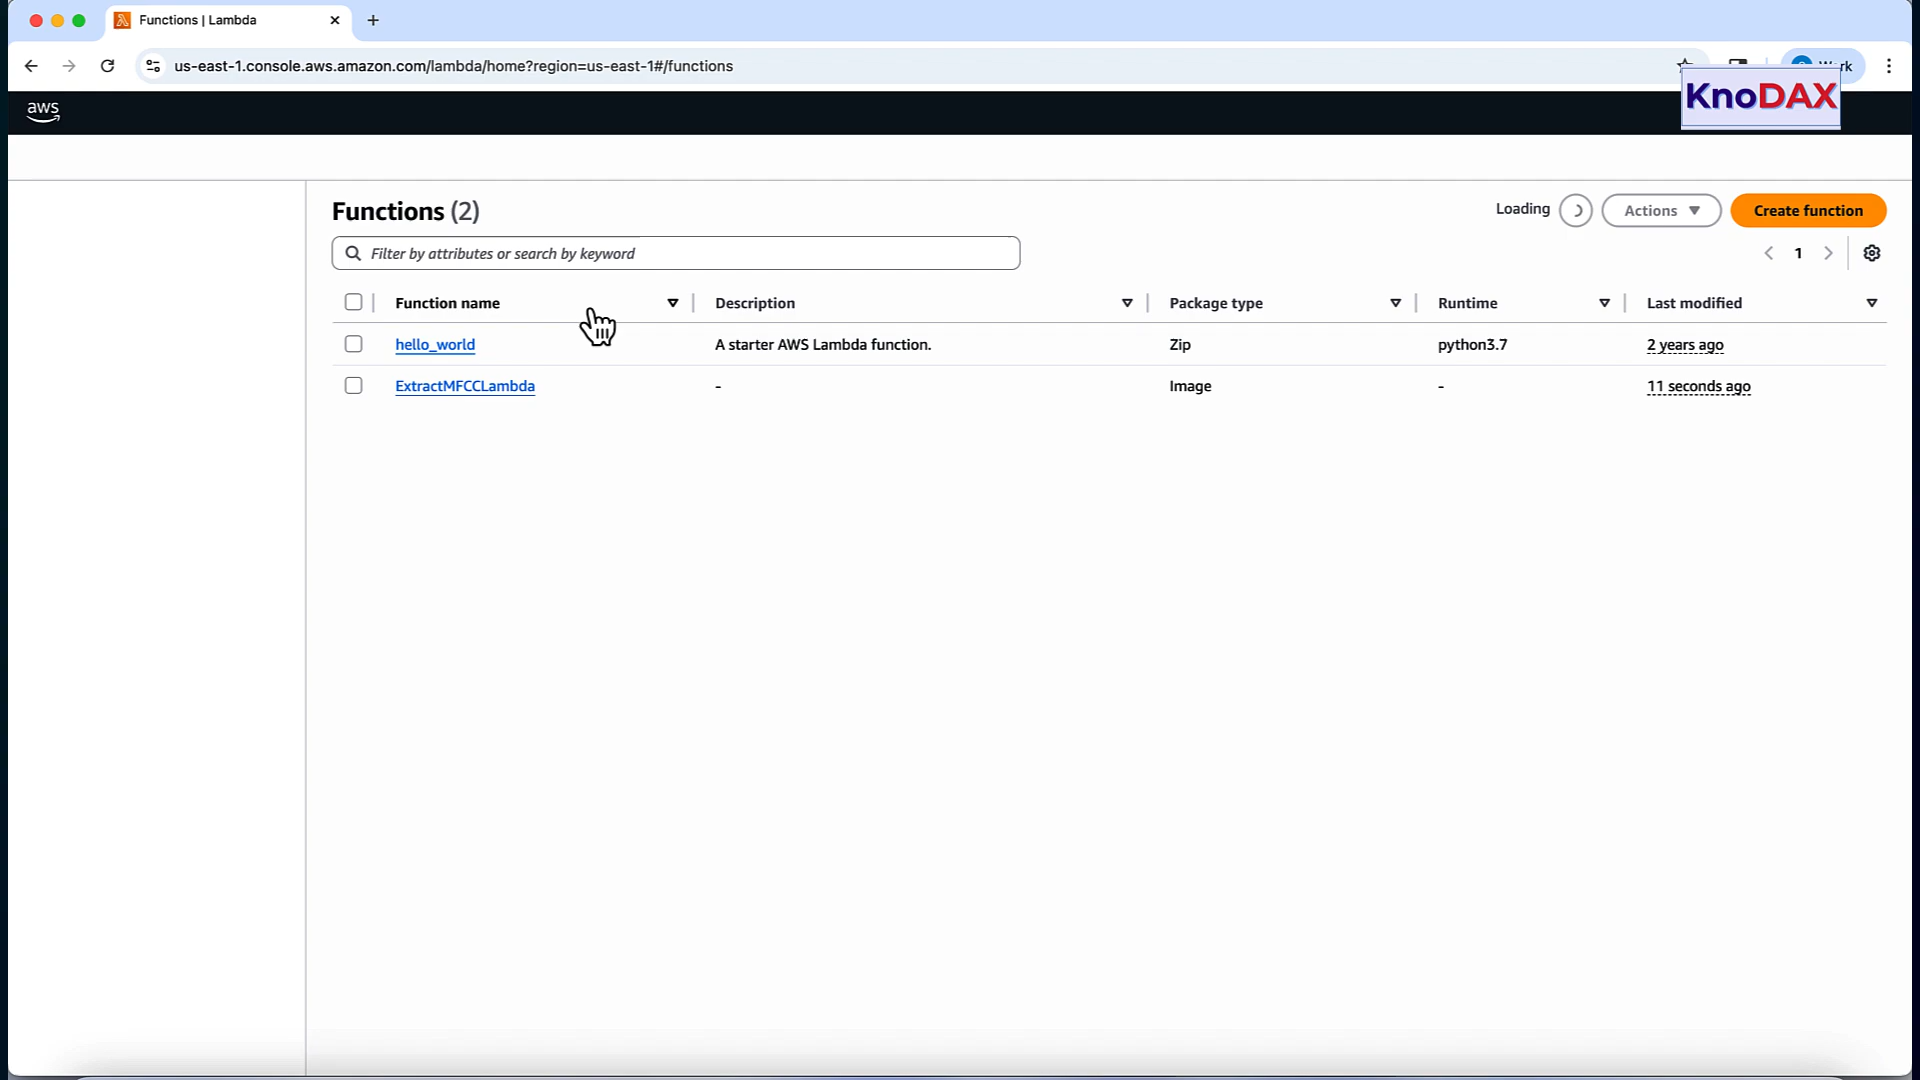 Functions | Lambda
us-east-1.console.aws.amazon.com/lambda/home?region=us-east-1#/functions
aws
KnoDAX
Functions (2)
Loading
Actions
Create function
Filter by attributes or search by keyword
1
Function name
Description
Package type
Runtime
Last modified
hello_world
A starter AWS Lambda function.
Zip
python3.7
2 years ago
ExtractMFCCLambda
-
Image
-
11 seconds ago